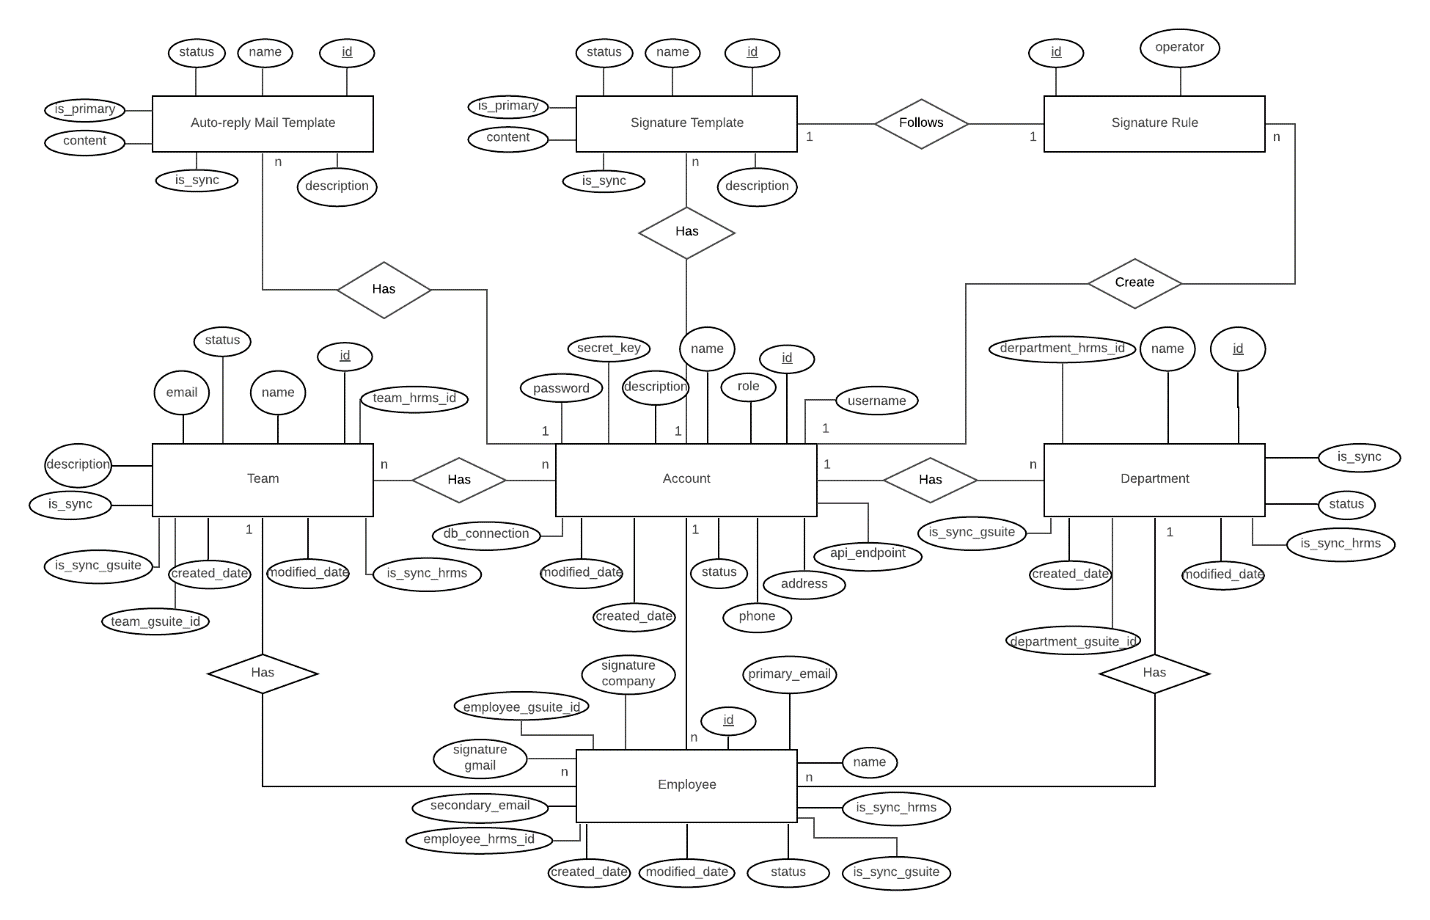 status
name
id
is_primary
Auto-reply Mail Template
content
n
is_sync
description
status
name
id
is_primary
Signature Template
content
n
is_sync
description
1
Follows
1
id
operator
Signature Rule
n
Has
Has
Create
status
id
email
name
team_hrms_id
description
Team
is_sync
n
1
is_sync_gsuite
created_date
modified_date
is_sync_hrms
team_gsuite_id
Has
n
secret_key
name
id
password
description
role
username
1
1
1
Account
1
db_connection
1
api_endpoint
modified_date
status
address
created_date
phone
Has
n
derpartment_hrms_id
name
id
Department
is_sync
status
is_sync_gsuite
1
is_sync_hrms
created_date
modified_date
department_gsuite_id
Has
Has
signature
company
primary_email
employee_gsuite_id
id
n
signature
gmail
n
Employee
n
name
secondary_email
is_sync_hrms
employee_hrms_id
created_date
modified_date
status
is_sync_gsuite